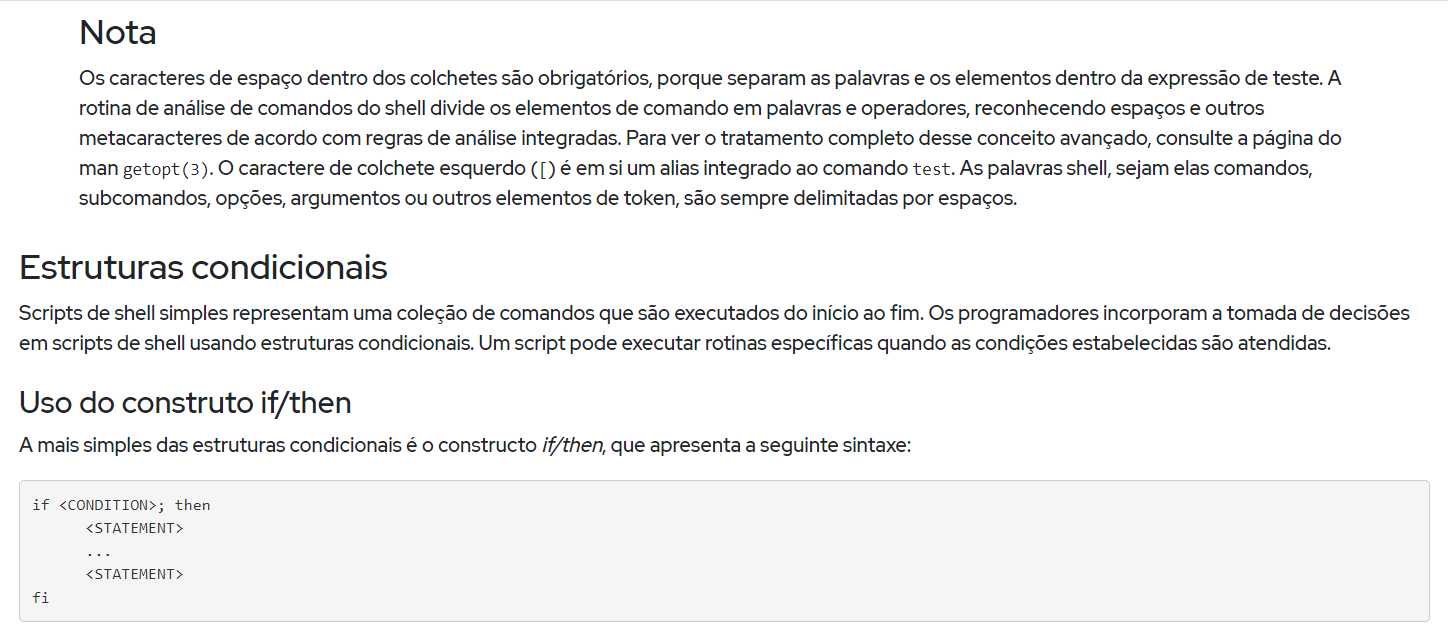 Nota
Os caracteres de espaço dentro dos colchetes são obrigatórios, porque separam as palavras e os elementos dentro da expressão de teste. A
rotina de análise de comandos do shell divide os elementos de comando em palavras e operadores, reconhecendo espaços e outros
metacaracteres de acordo com regras de análise integradas. Para ver o tratamento completo desse conceito avançado, consulte a página do
man getopt(3). O caractere de colchete esquerdo ([) é em si um alias integrado ao comando test. As palavras shell, sejam elas comandos,
subcomandos, opções, argumentos ou outros elementos de token, são sempre delimitadas por espaços.
Estruturas condicionais
Scripts de shell simples representam uma coleção de comandos que são executados do início ao fim. Os programadores incorporam a tomada de decisões
em scripts de shell usando estruturas condicionais. Um script pode executar rotinas específicas quando as condições estabelecidas são atendidas.
Uso do construto if/then
A mais simples das estruturas condicionais é o constructo if/then, que apresenta a seguinte sintaxe:
if <CONDITION>; then
      <STATEMENT>
      ...
      <STATEMENT>
fi